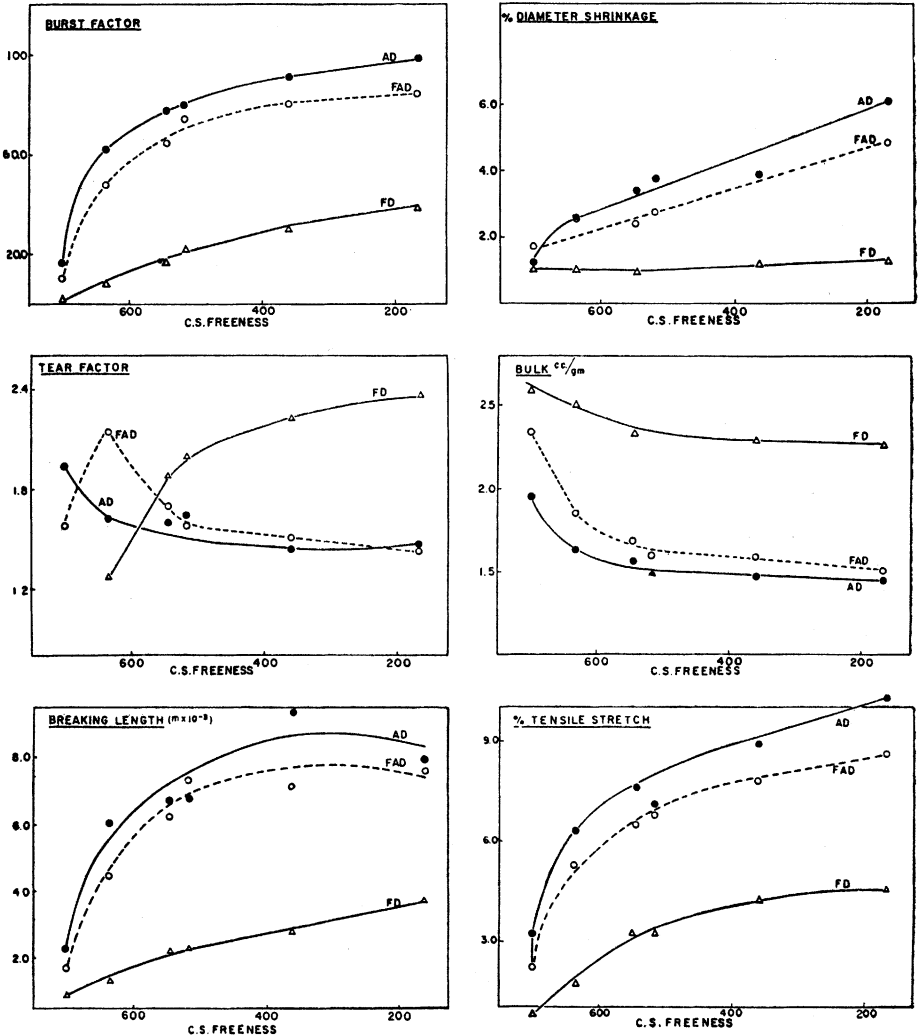 BURST FACTOR
100
60.0
20.0
AD
FAD
FD
600
400
200
C.S. FREENESS
% DIAMETER SHRINKAGE
6.0
4.0
2.0
AD
FAD
FD
600
400
200
C.S. FREENESS
TEAR FACTOR
2.4
1.8
1.2
FD
FAD
AD
600
400
200
C.S. FREENESS
BULK cc/gm
2.5
2.0
1.5
FD
FAD
AD
600
400
200
C.S. FREENESS
BREAKING LENGTH (m x 10-3)
8.0
6.0
4.0
2.0
AD
FAD
FD
600
400
200
C.S. FREENESS
% TENSILE STRETCH
9.0
6.0
3.0
AD
FAD
FD
600
400
200
C.S. FREENESS